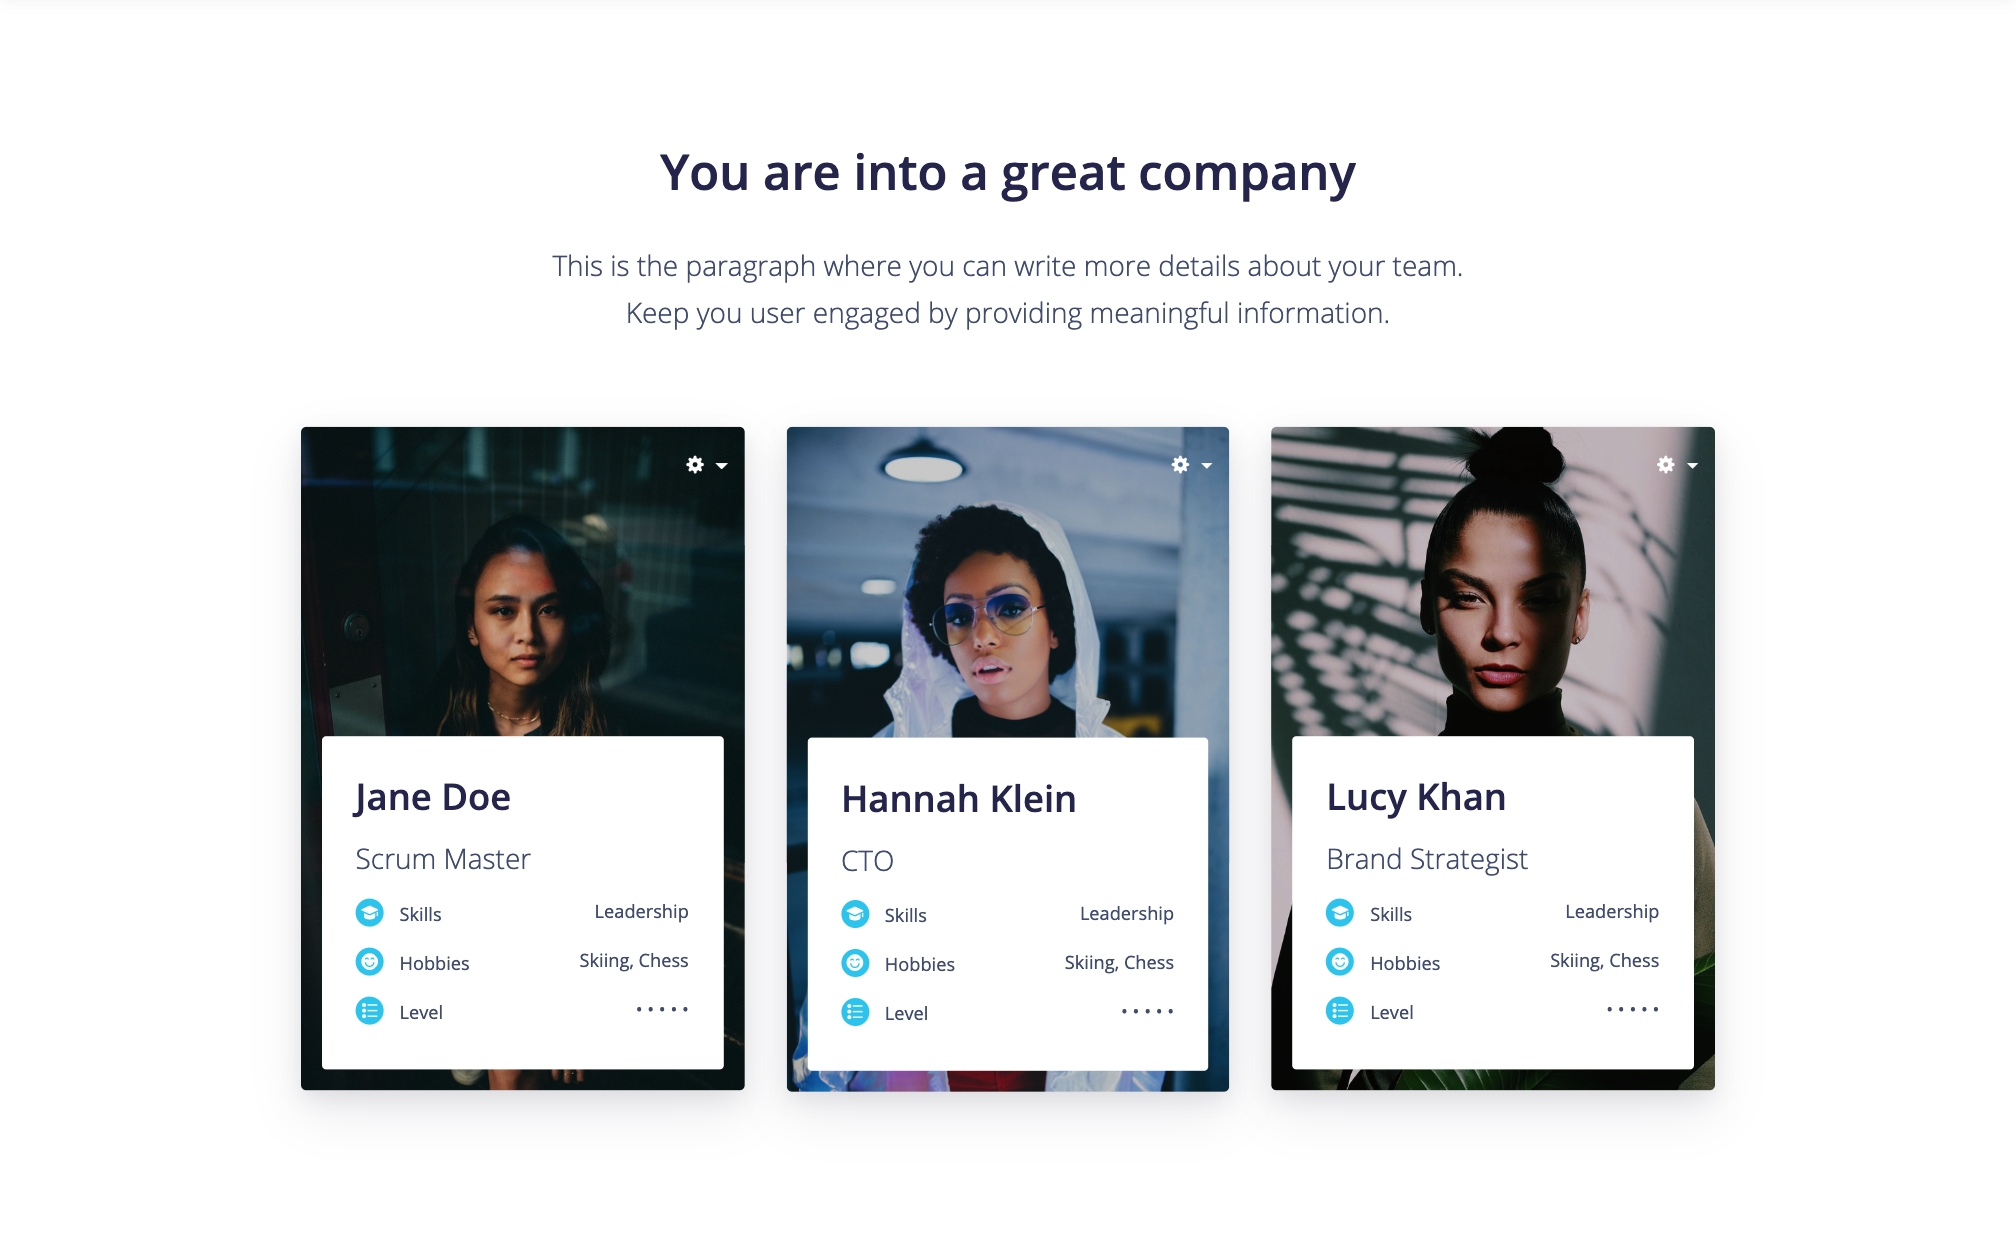 You are into a great company
This is the paragraph where you can write more details about your team.
Keep you user engaged by providing meaningful information.
Jane Doe
Scrum Master
Skills Leadership
Hobbies Skiing, Chess
Level • • • • •
Hannah Klein
CTO
Skills Leadership
Hobbies Skiing, Chess
Level • • • • •
Lucy Khan
Brand Strategist
Skills Leadership
Hobbies Skiing, Chess
Level • • • • •